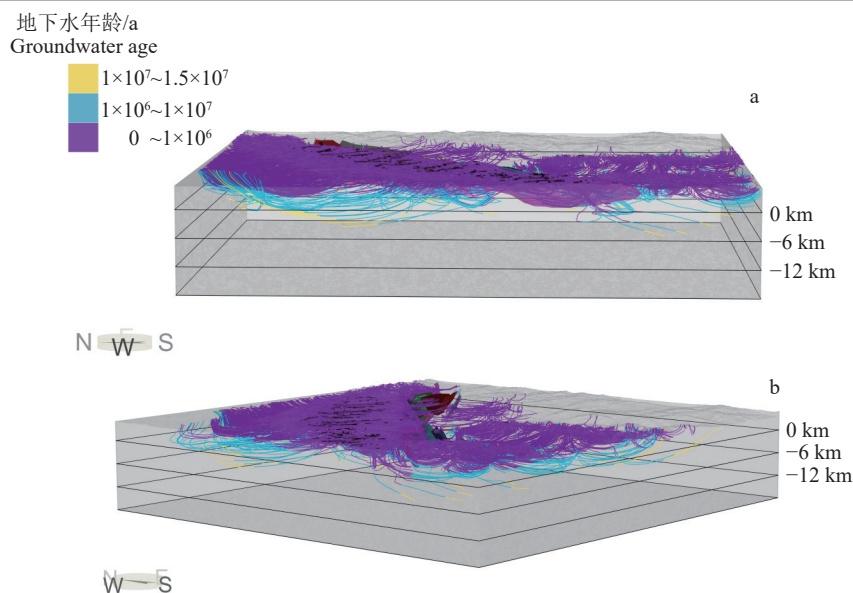 地下水年龄/a
Groundwater age
1×10⁷~1.5×10⁷
1×10⁶~1×10⁷
0 ~1×10⁶
a
0 km
−6 km
−12 km
N E W S
b
0 km
−6 km
−12 km
N E
W S